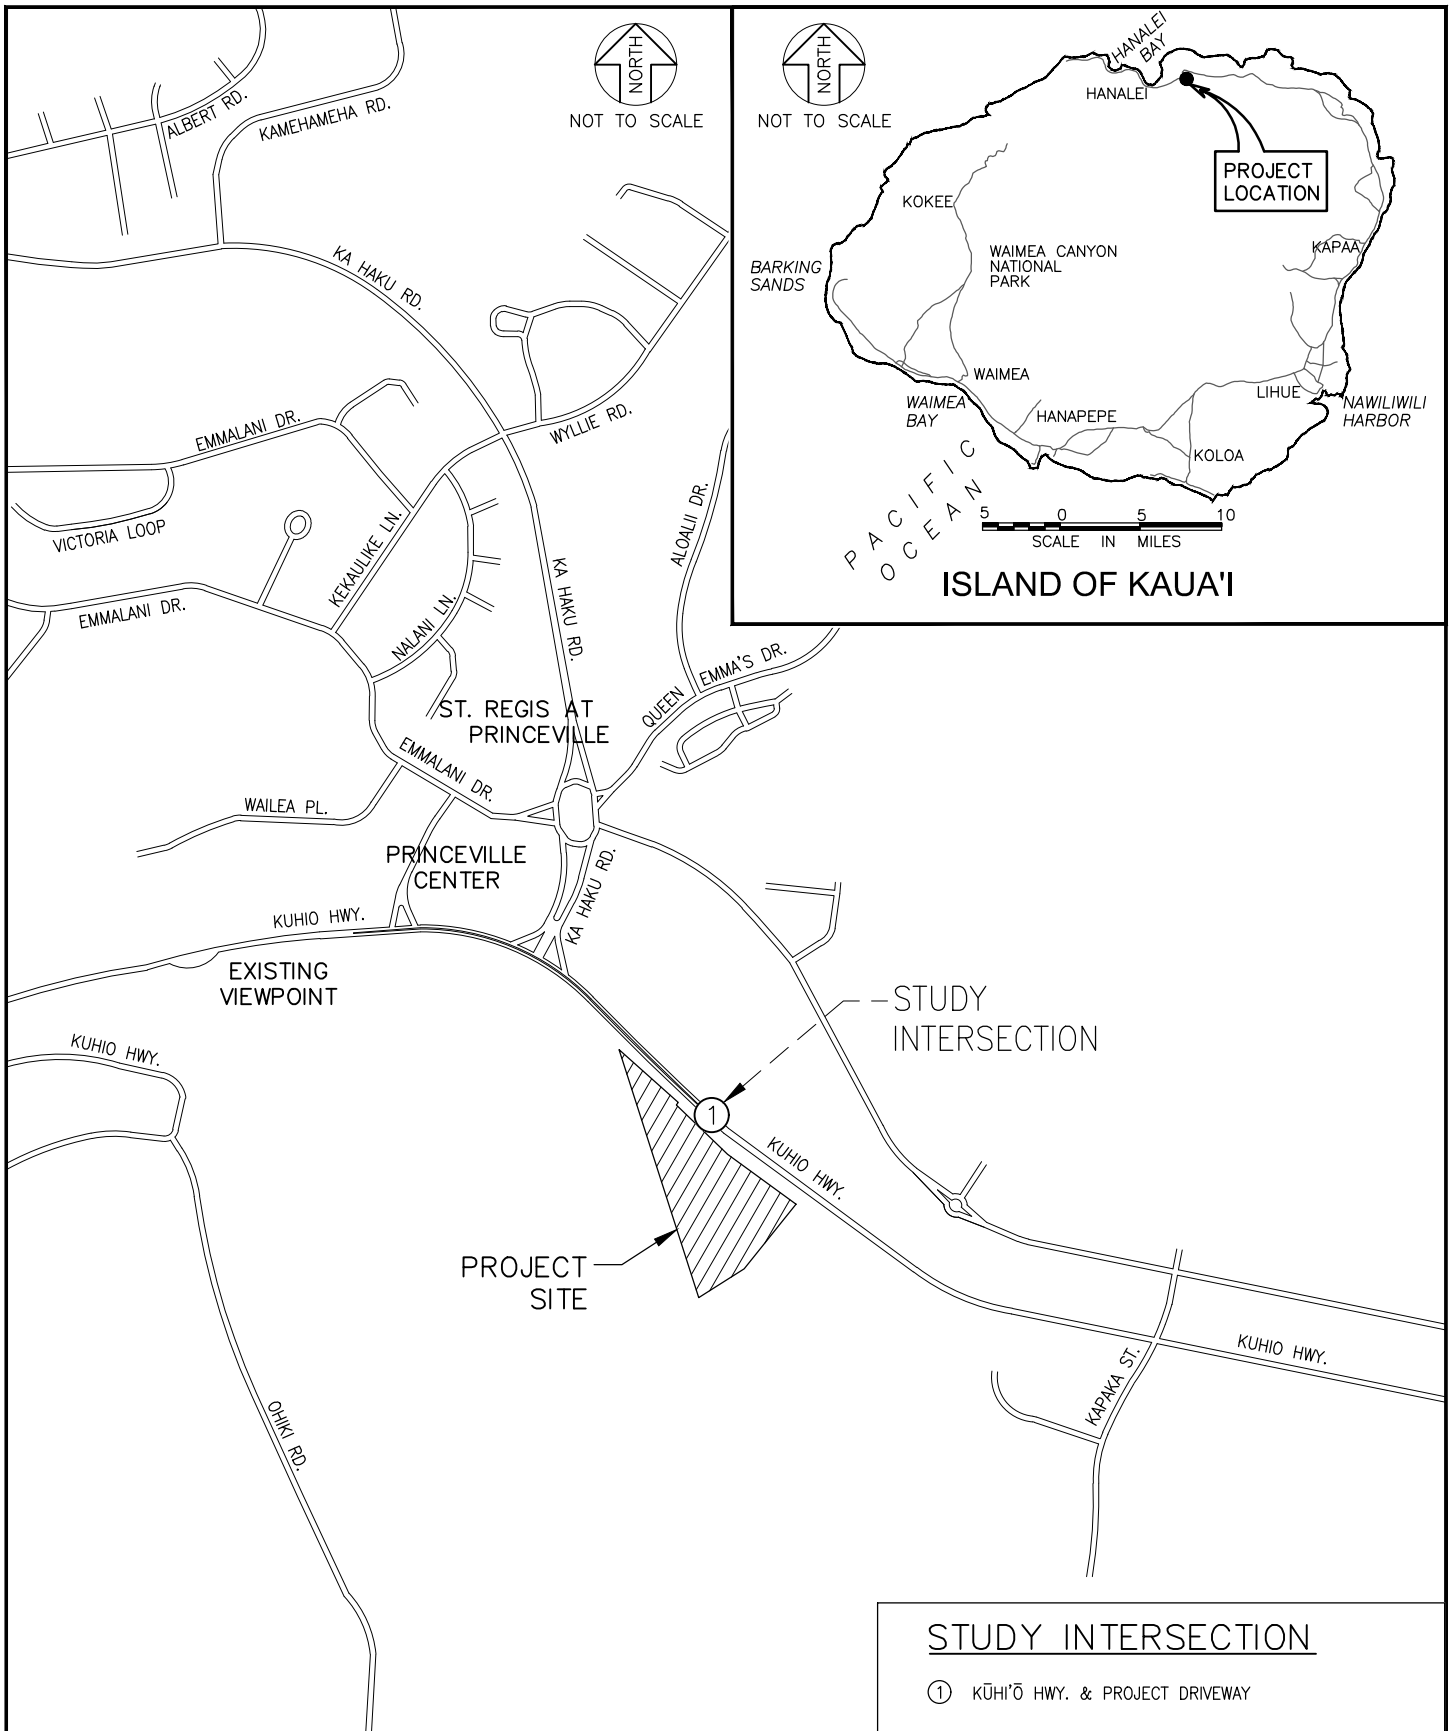 NORTH
NOT TO SCALE
ALBERT RD.
KAMEHAMEHA RD.
KA HAKU RD.
WYLLIE RD.
EMMALANI DR.
VICTORIA LOOP
KEKAULIKE LN.
EMMALANI DR.
NALANI LN.
KA HAKU RD.
ALOALII DR.
QUEEN EMMA'S DR.
ST. REGIS AT
PRINCEVILLE
EMMALANI DR.
WAILEA PL.
PRINCEVILLE
CENTER
KA HAKU RD.
KUHIO HWY.
EXISTING
VIEWPOINT
KUHIO HWY.
STUDY
INTERSECTION
1
KUHIO HWY.
PROJECT
SITE
KUHIO HWY.
KAPAKA ST.
OHIKI RD.
NORTH
NOT TO SCALE
HANALEI
BAY
HANALEI
PROJECT
LOCATION
KOKEE
WAIMEA CANYON
NATIONAL
PARK
KAPAA
BARKING
SANDS
WAIMEA
WAIMEA
BAY
HANAPEPE
LIHUE
NAWILIWILI
HARBOR
KOLOA
PACIFIC
OCEAN
5 0 5 10
SCALE IN MILES
ISLAND OF KAUA'I
STUDY INTERSECTION
1 KŪHI'Ō HWY. & PROJECT DRIVEWAY